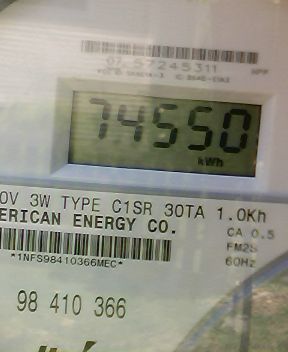 07 57245311
74550
kWh
0V 3W TYPE C1SR 30TA 1.0Kh
ERICAN ENERGY CO.
CA 0.5
FM2S
60Hz
*1NFS98410366MEC*
98 410 366